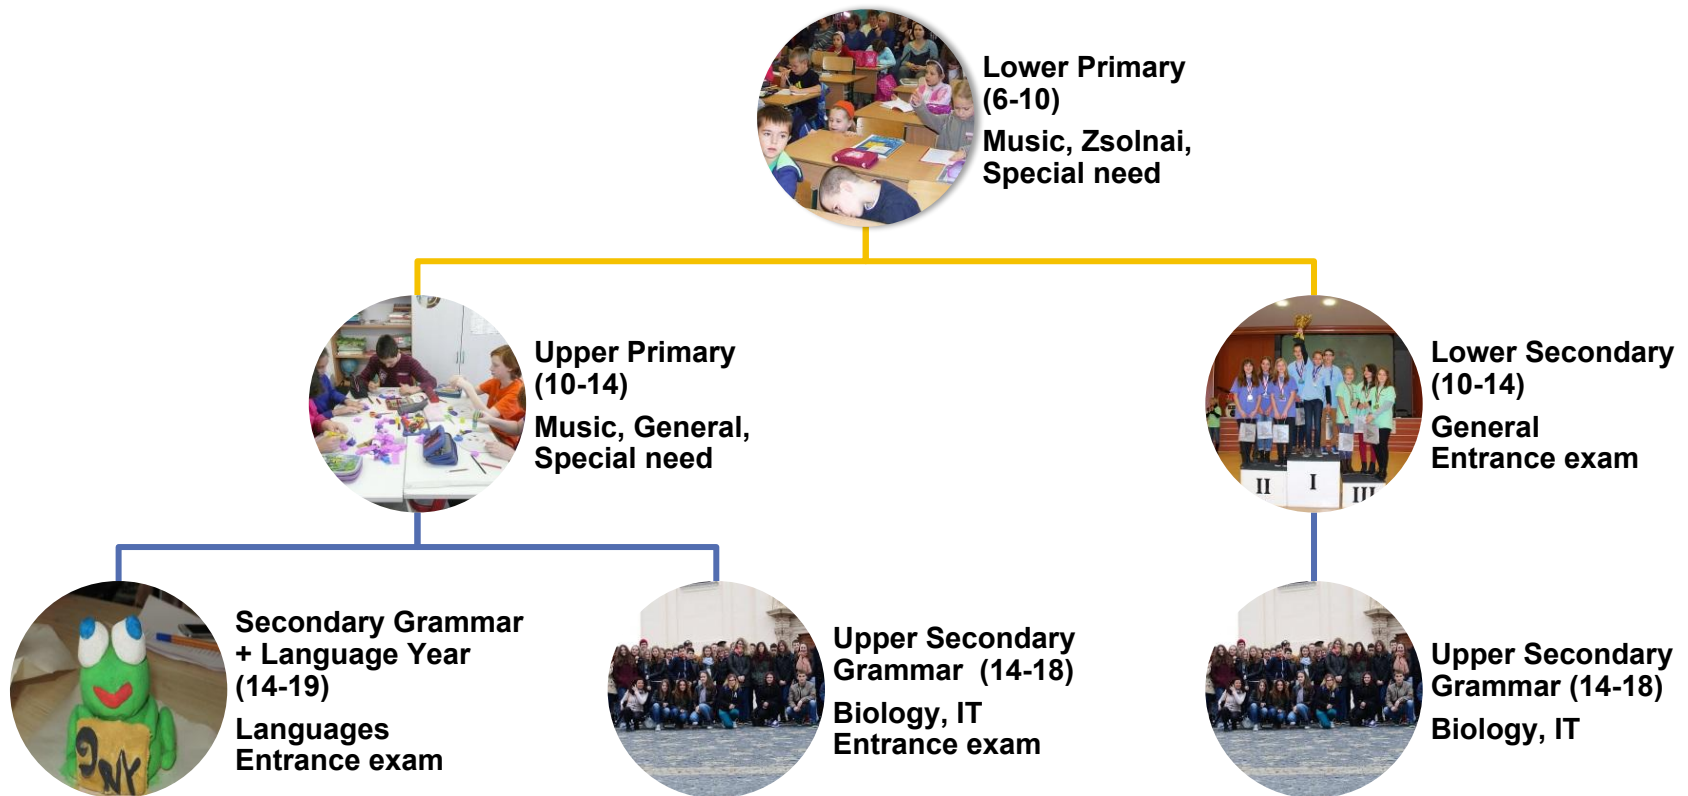 Lower Primary
(6-10)
Music, Zsolnai,
Special need
Upper Primary
(10-14)
Music, General,
Special need
Lower Secondary
(10-14)
General
Entrance exam
II
I
III
Secondary Grammar
+ Language Year
(14-19)
Languages
Entrance exam
9.NY
Upper Secondary
Grammar (14-18)
Biology, IT
Entrance exam
Upper Secondary
Grammar (14-18)
Biology, IT